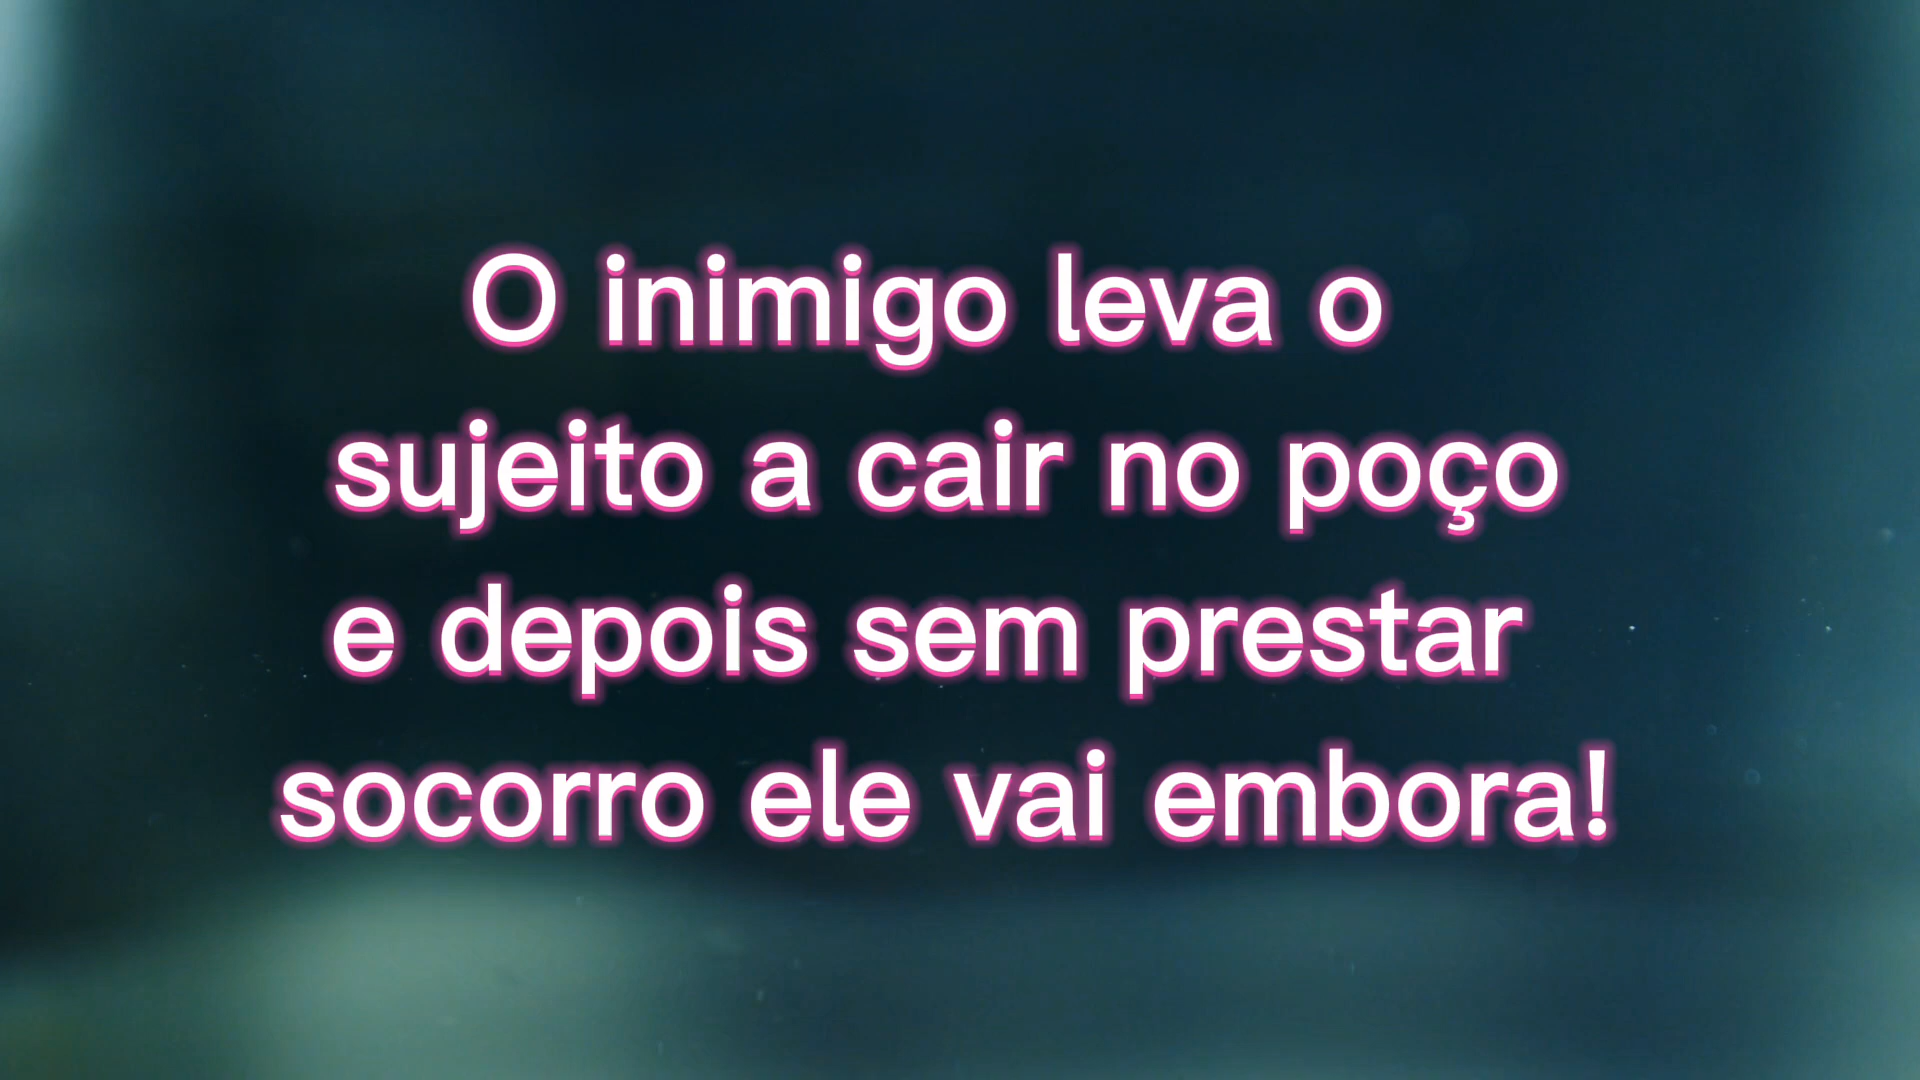 O inimigo leva o
sujeito a cair no poço
e depois sem prestar
socorro ele vai embora!